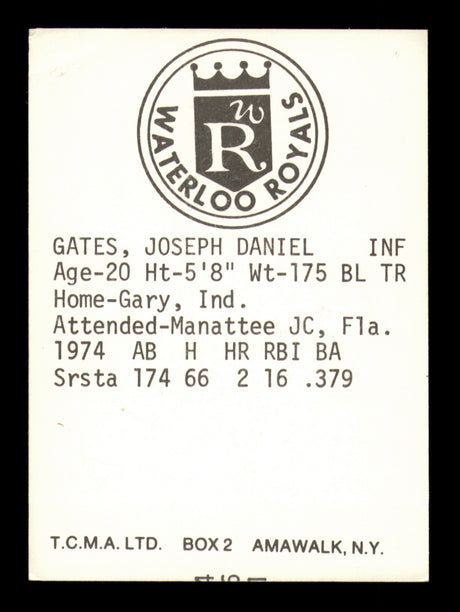 WATERLOO ROYALS
W
R
GATES, JOSEPH DANIEL INF
Age-20 Ht-5'8" Wt-175 BL TR
Home-Gary, Ind.
Attended-Manattee JC, Fla.
1974 AB H HR RBI BA
Srsta 174 66 2 16 .379
T.C.M.A. LTD. BOX 2 AMAWALK, N.Y.